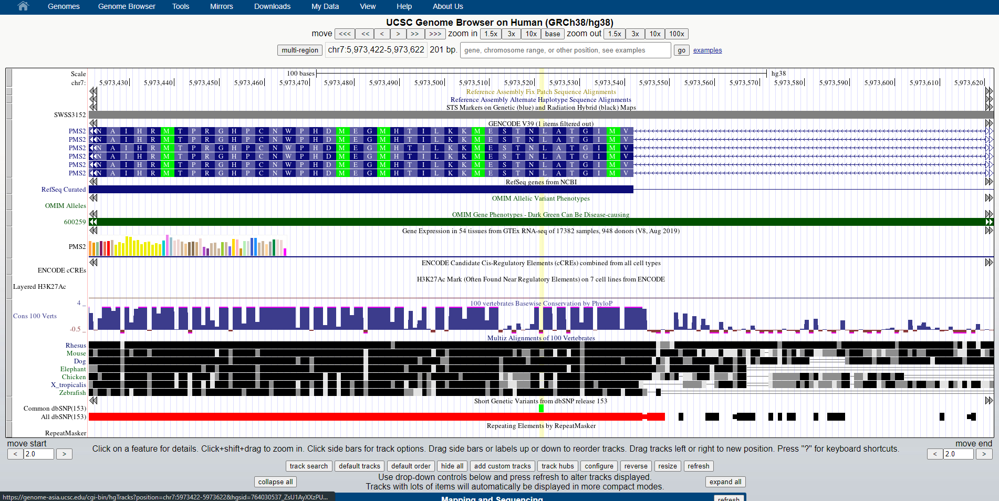 Genomes Genome Browser Tools Mirrors Downloads My Data View Help About Us
UCSC Genome Browser on Human (GRCh38/hg38)
move <<< << < > >> >>> zoom in 1.5x 3x 10x base zoom out 1.5x 3x 10x 100x
multi-region chr7:5,973,422-5,973,622 201 bp. gene, chromosome range, or other position, see examples go examples
Scale 100 bases hg38
chr7: 5,973,430 5,973,440 5,973,450 5,973,460 5,973,470 5,973,480 5,973,490 5,973,500 5,973,510 5,973,520 5,973,530 5,973,540 5,973,550 5,973,560 5,973,570 5,973,580 5,973,590 5,973,600 5,973,610 5,973,620
Reference Assembly Fix Patch Sequence Alignments
Reference Assembly Alternate Haplotype Sequence Alignments
STS Markers on Genetic (blue) and Radiation Hybrid (black) Maps
SWSS3152
GENCODE V39 (1 items filtered out)
PMS2 N A I H R M T P R G H P C N W P H D M E G M H T I L K K M E S T N L A T G I M V
PMS2 N A I H R M T P R G H P C N W P H D M E G M H T I L K K M E S T N L A T G I M V
PMS2 N A I H R M T P R G H P C N W P H D M E G M H T I L K K M E S T N L A T G I M V
PMS2 N A I H R M T P R G H P C N W P H D M E G M H T I L K K M E S T N L A T G I M V
PMS2 N A I H R M T P R G H P C N W P H D M E G M H T I L K K M E S T N L A T G I M V
PMS2 N A I H R M T P R G H P C N W P H D M E G M H T I L K K M E S T N L A T G I M V
RefSeq genes from NCBI
RefSeq Curated
OMIM Allelic Variant Phenotypes
OMIM Alleles
OMIM Gene Phenotypes - Dark Green Can Be Disease-causing
600259
Gene Expression in 54 tissues from GTEx RNA-seq of 17382 samples, 948 donors (V8, Aug 2019)
PMS2
ENCODE Candidate Cis-Regulatory Elements (cCREs) combined from all cell types
ENCODE cCREs
H3K27Ac Mark (Often Found Near Regulatory Elements) on 7 cell lines from ENCODE
Layered H3K27Ac
4 _ 100 vertebrates Basewise Conservation by PhyloP
Cons 100 Verts
-0.5 _
Multiz Alignments of 100 Vertebrates
Rhesus
Mouse
Dog
Elephant
Chicken
X_tropicalis
Zebrafish
Short Genetic Variants from dbSNP release 153
Common dbSNP(153)
All dbSNP(153)
Repeating Elements by RepeatMasker
RepeatMasker
move start move end
< 2.0 > Click on a feature for details. Click+shift+drag to zoom in. Click side bars for track options. Drag side bars or labels up or down to reorder tracks. Drag tracks left or right to new position. Press "?" for keyboard shortcuts. < 2.0 >
track search default tracks default order hide all add custom tracks track hubs configure reverse resize refresh
collapse all Use drop-down controls below and press refresh to alter tracks displayed. expand all
Tracks with lots of items will automatically be displayed in more compact modes.
https://genome-asia.ucsc.edu/cgi-bin/hgTracks?position=chr7:5973422-5973622&hgsid=764030537_ZsU1AyXXzPU...
Mapping and Sequencing refresh